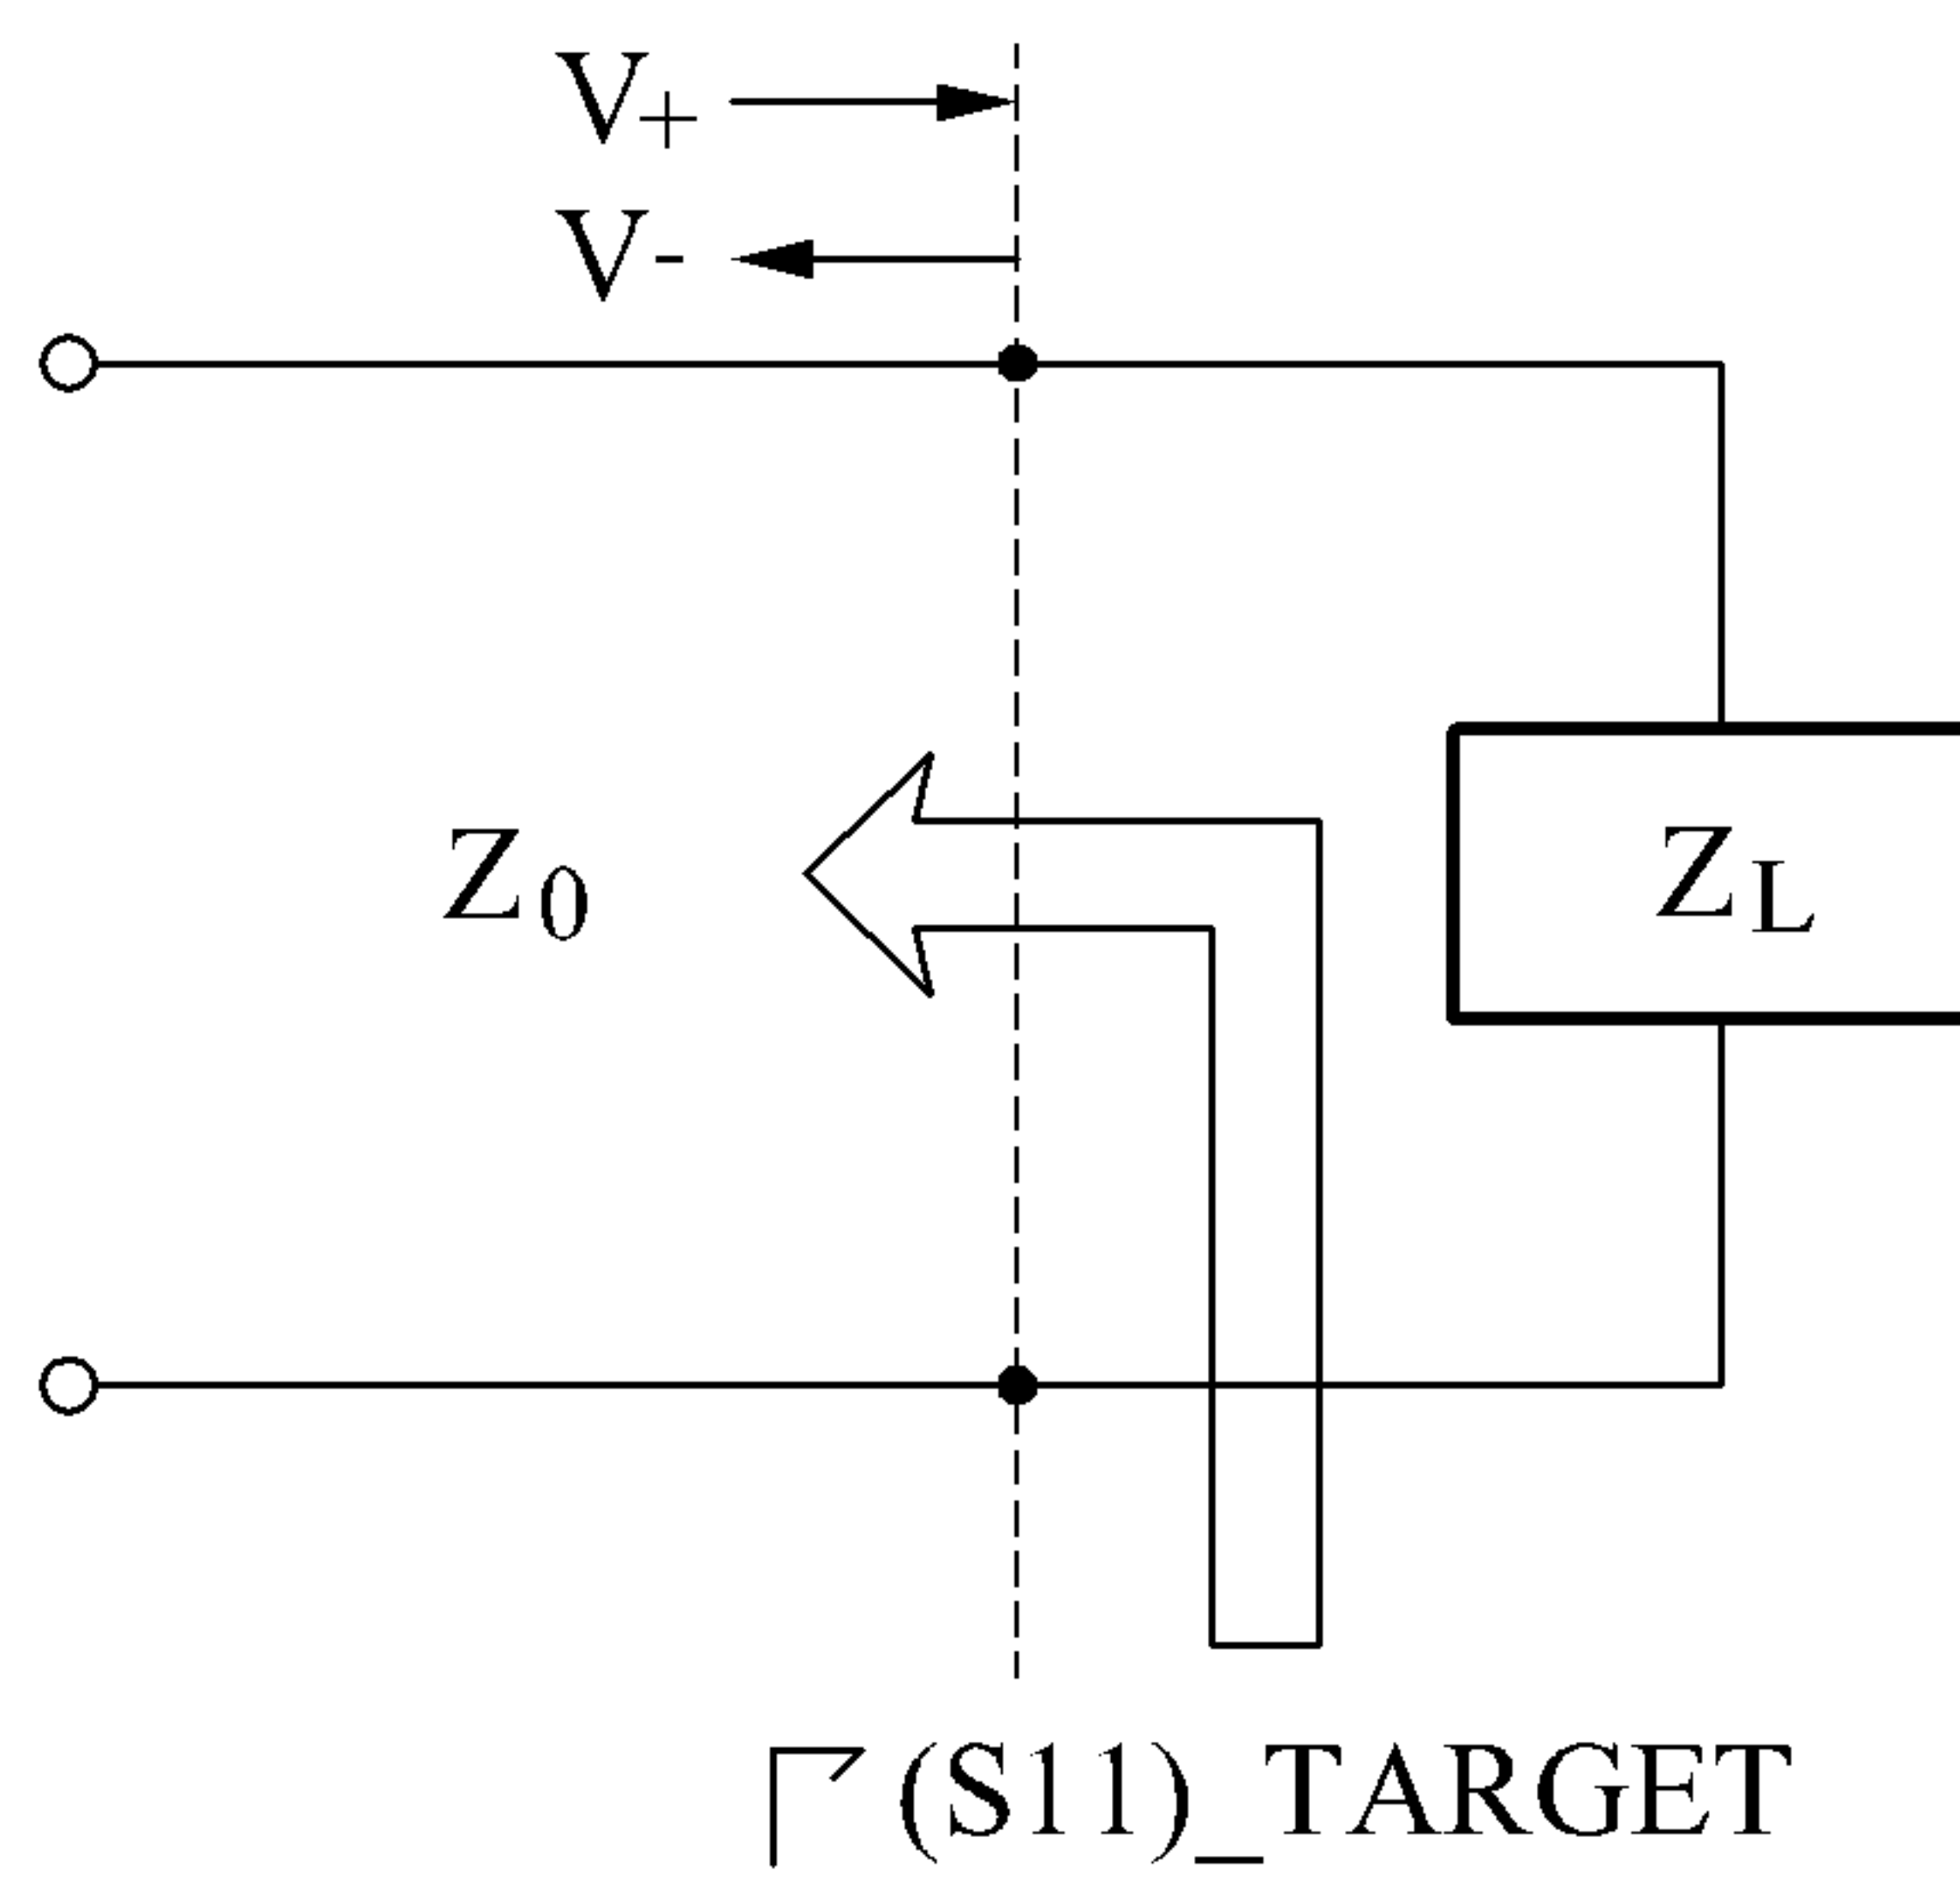 V+
V-
Z0
ZL
Γ(S11)_TARGET